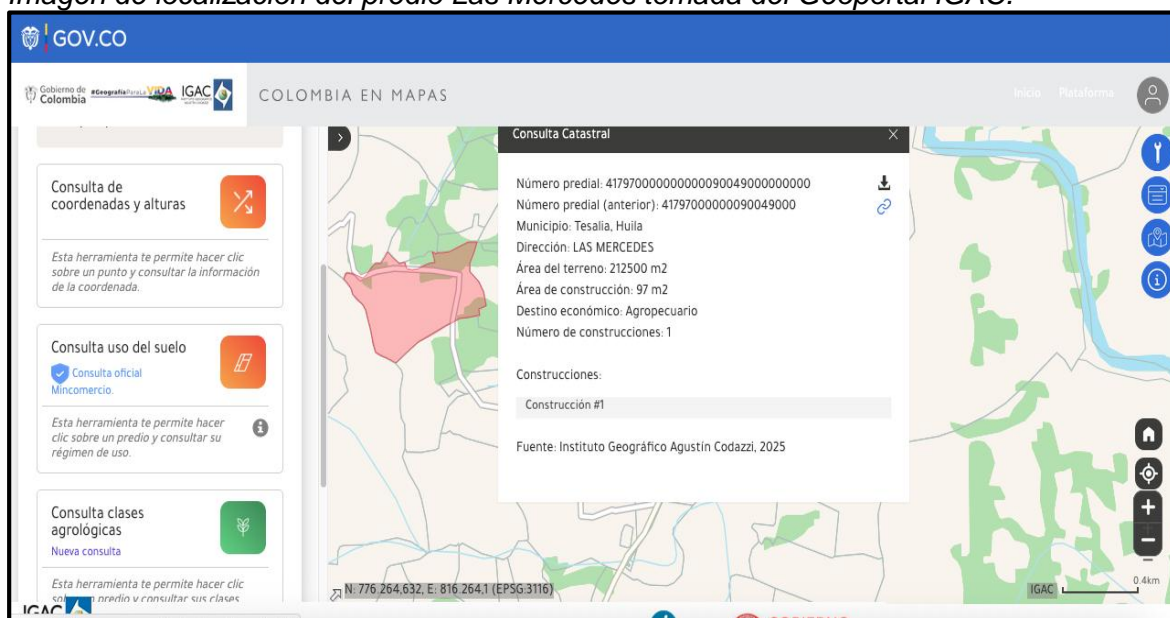 Imagen de localización del predio Las Mercedes tomada del Geoportal IGAC.
GOV.CO
Gobierno de Colombia #GeografíaParaLaVIDA IGAC
COLOMBIA EN MAPAS
Inicio Plataforma
Consulta de
coordenadas y alturas
Esta herramienta te permite hacer clic
sobre un punto y consultar la información
de la coordenada.
Consulta uso del suelo
Consulta oficial
Mincomercio.
Esta herramienta te permite hacer
clic sobre un predio y consultar su
régimen de uso.
Consulta clases
agrológicas
Nueva consulta
Esta herramienta te permite hacer clic
sobre un predio y consultar sus clases
IGAC
Consulta Catastral
Número predial: 417970000000000090049000000000
Número predial (anterior): 41797000000090049000
Municipio: Tesalia, Huila
Dirección: LAS MERCEDES
Área del terreno: 212500 m2
Área de construcción: 97 m2
Destino económico: Agropecuario
Número de construcciones: 1
Construcciones:
Construcción #1
Fuente: Instituto Geográfico Agustín Codazzi, 2025
N: 776.264,632, E: 816.264,1 (EPSG:3116)
IGAC
0.4km